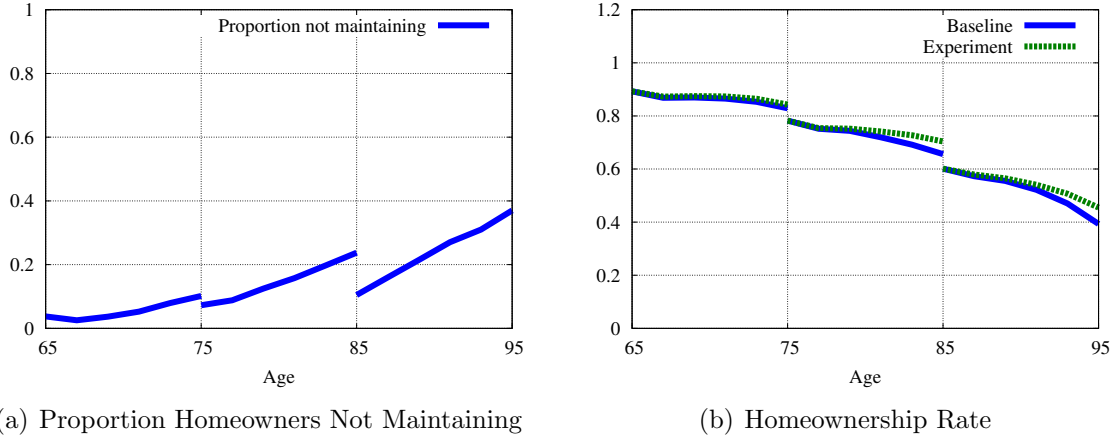 Proportion not maintaining
1
0.8
0.6
0.4
0.2
0
65 75 85 95
Age
(a) Proportion Homeowners Not Maintaining
Baseline
Experiment
1.2
1
0.8
0.6
0.4
0.2
0
65 75 85 95
Age
(b) Homeownership Rate